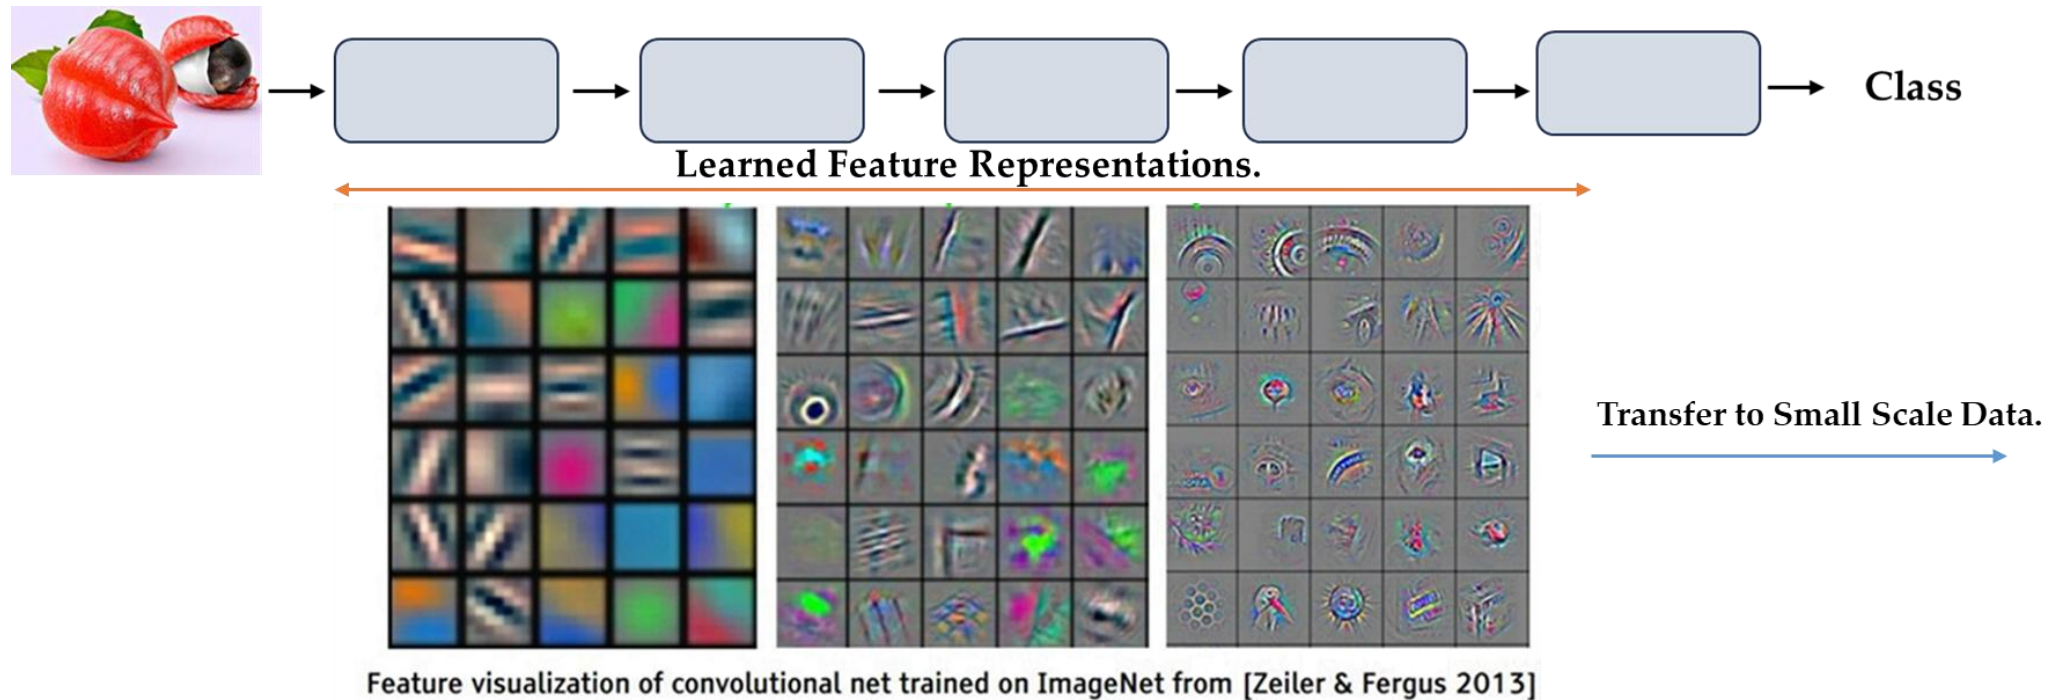 Class
Learned Feature Representations.
Transfer to Small Scale Data.
Feature visualization of convolutional net trained on ImageNet from [Zeiler & Fergus 2013]